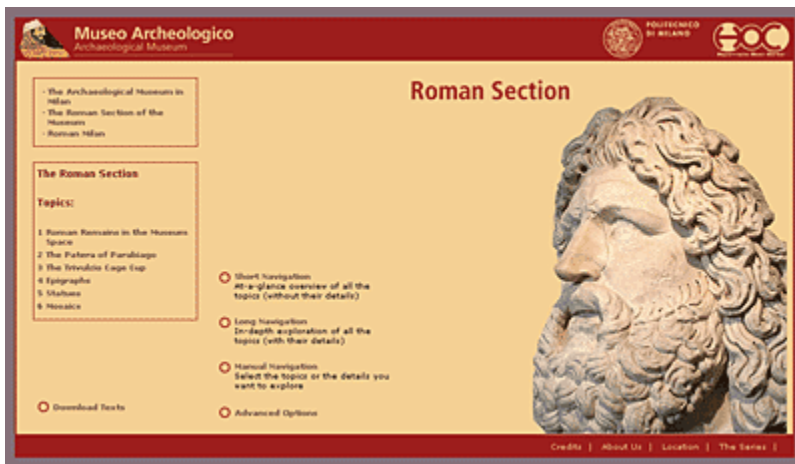 Museo Archeologico
Archaeological Museum
POLITECNICO
DI MILANO
- The Archaeological Museum in
Milan
- The Roman Section of the
Museum
- Roman Milan
Roman Section
The Roman Section
Topics:
1 Roman Remains in the Museum
Space
2 The Patera of Parabiago
3 The Trivulzio Cage Cup
4 Epigraphs
5 Statues
6 Mosaics
Short Navigation
At-a-glance overview of all the
topics (without their details)
Long Navigation
In-depth exploration of all the
topics (with their details)
Manual Navigation
Select the topics or the details you
want to explore
Advanced Options
Download Texts
Credits | About Us | Location | The Series |